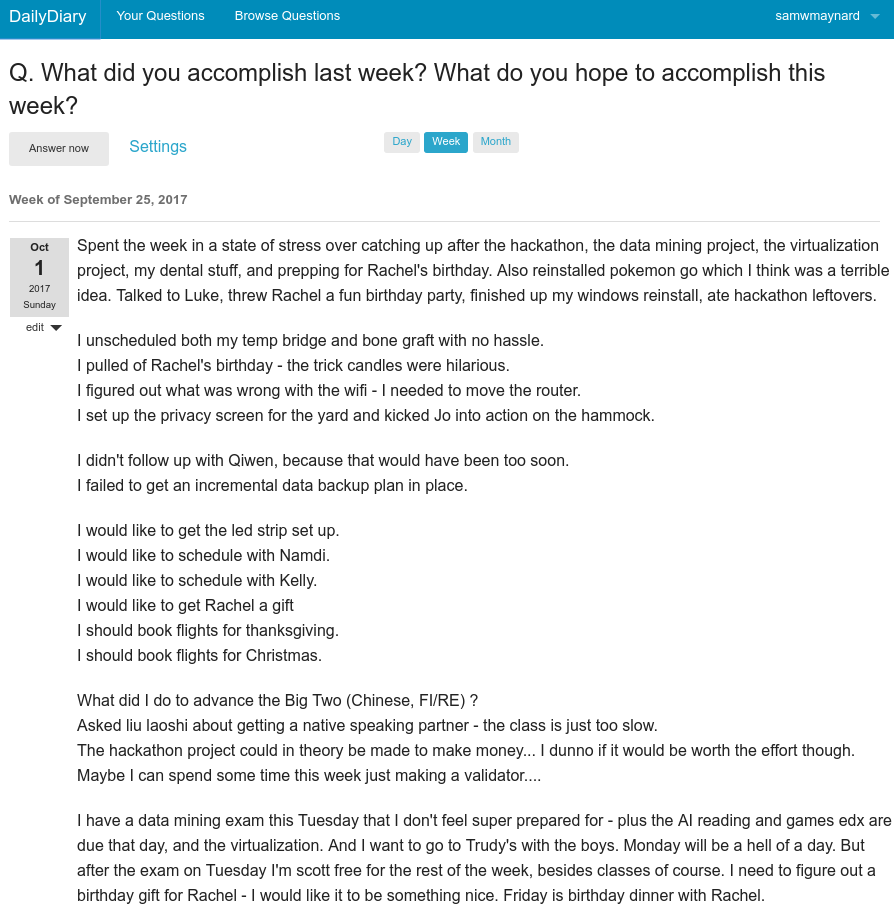 DailyDiary Your Questions Browse Questions samwmaynard
Q. What did you accomplish last week? What do you hope to accomplish this
week?
Answer now Settings Day Week Month
Week of September 25, 2017
Oct
1
2017
Sunday
edit
Spent the week in a state of stress over catching up after the hackathon, the data mining project, the virtualization
project, my dental stuff, and prepping for Rachel's birthday. Also reinstalled pokemon go which I think was a terrible
idea. Talked to Luke, threw Rachel a fun birthday party, finished up my windows reinstall, ate hackathon leftovers.
I unscheduled both my temp bridge and bone graft with no hassle.
I pulled of Rachel's birthday - the trick candles were hilarious.
I figured out what was wrong with the wifi - I needed to move the router.
I set up the privacy screen for the yard and kicked Jo into action on the hammock.
I didn't follow up with Qiwen, because that would have been too soon.
I failed to get an incremental data backup plan in place.
I would like to get the led strip set up.
I would like to schedule with Namdi.
I would like to schedule with Kelly.
I would like to get Rachel a gift
I should book flights for thanksgiving.
I should book flights for Christmas.
What did I do to advance the Big Two (Chinese, FI/RE) ?
Asked liu laoshi about getting a native speaking partner - the class is just too slow.
The hackathon project could in theory be made to make money... I dunno if it would be worth the effort though.
Maybe I can spend some time this week just making a validator....
I have a data mining exam this Tuesday that I don't feel super prepared for - plus the AI reading and games edx are
due that day, and the virtualization. And I want to go to Trudy's with the boys. Monday will be a hell of a day. But
after the exam on Tuesday I'm scott free for the rest of the week, besides classes of course. I need to figure out a
birthday gift for Rachel - I would like it to be something nice. Friday is birthday dinner with Rachel.